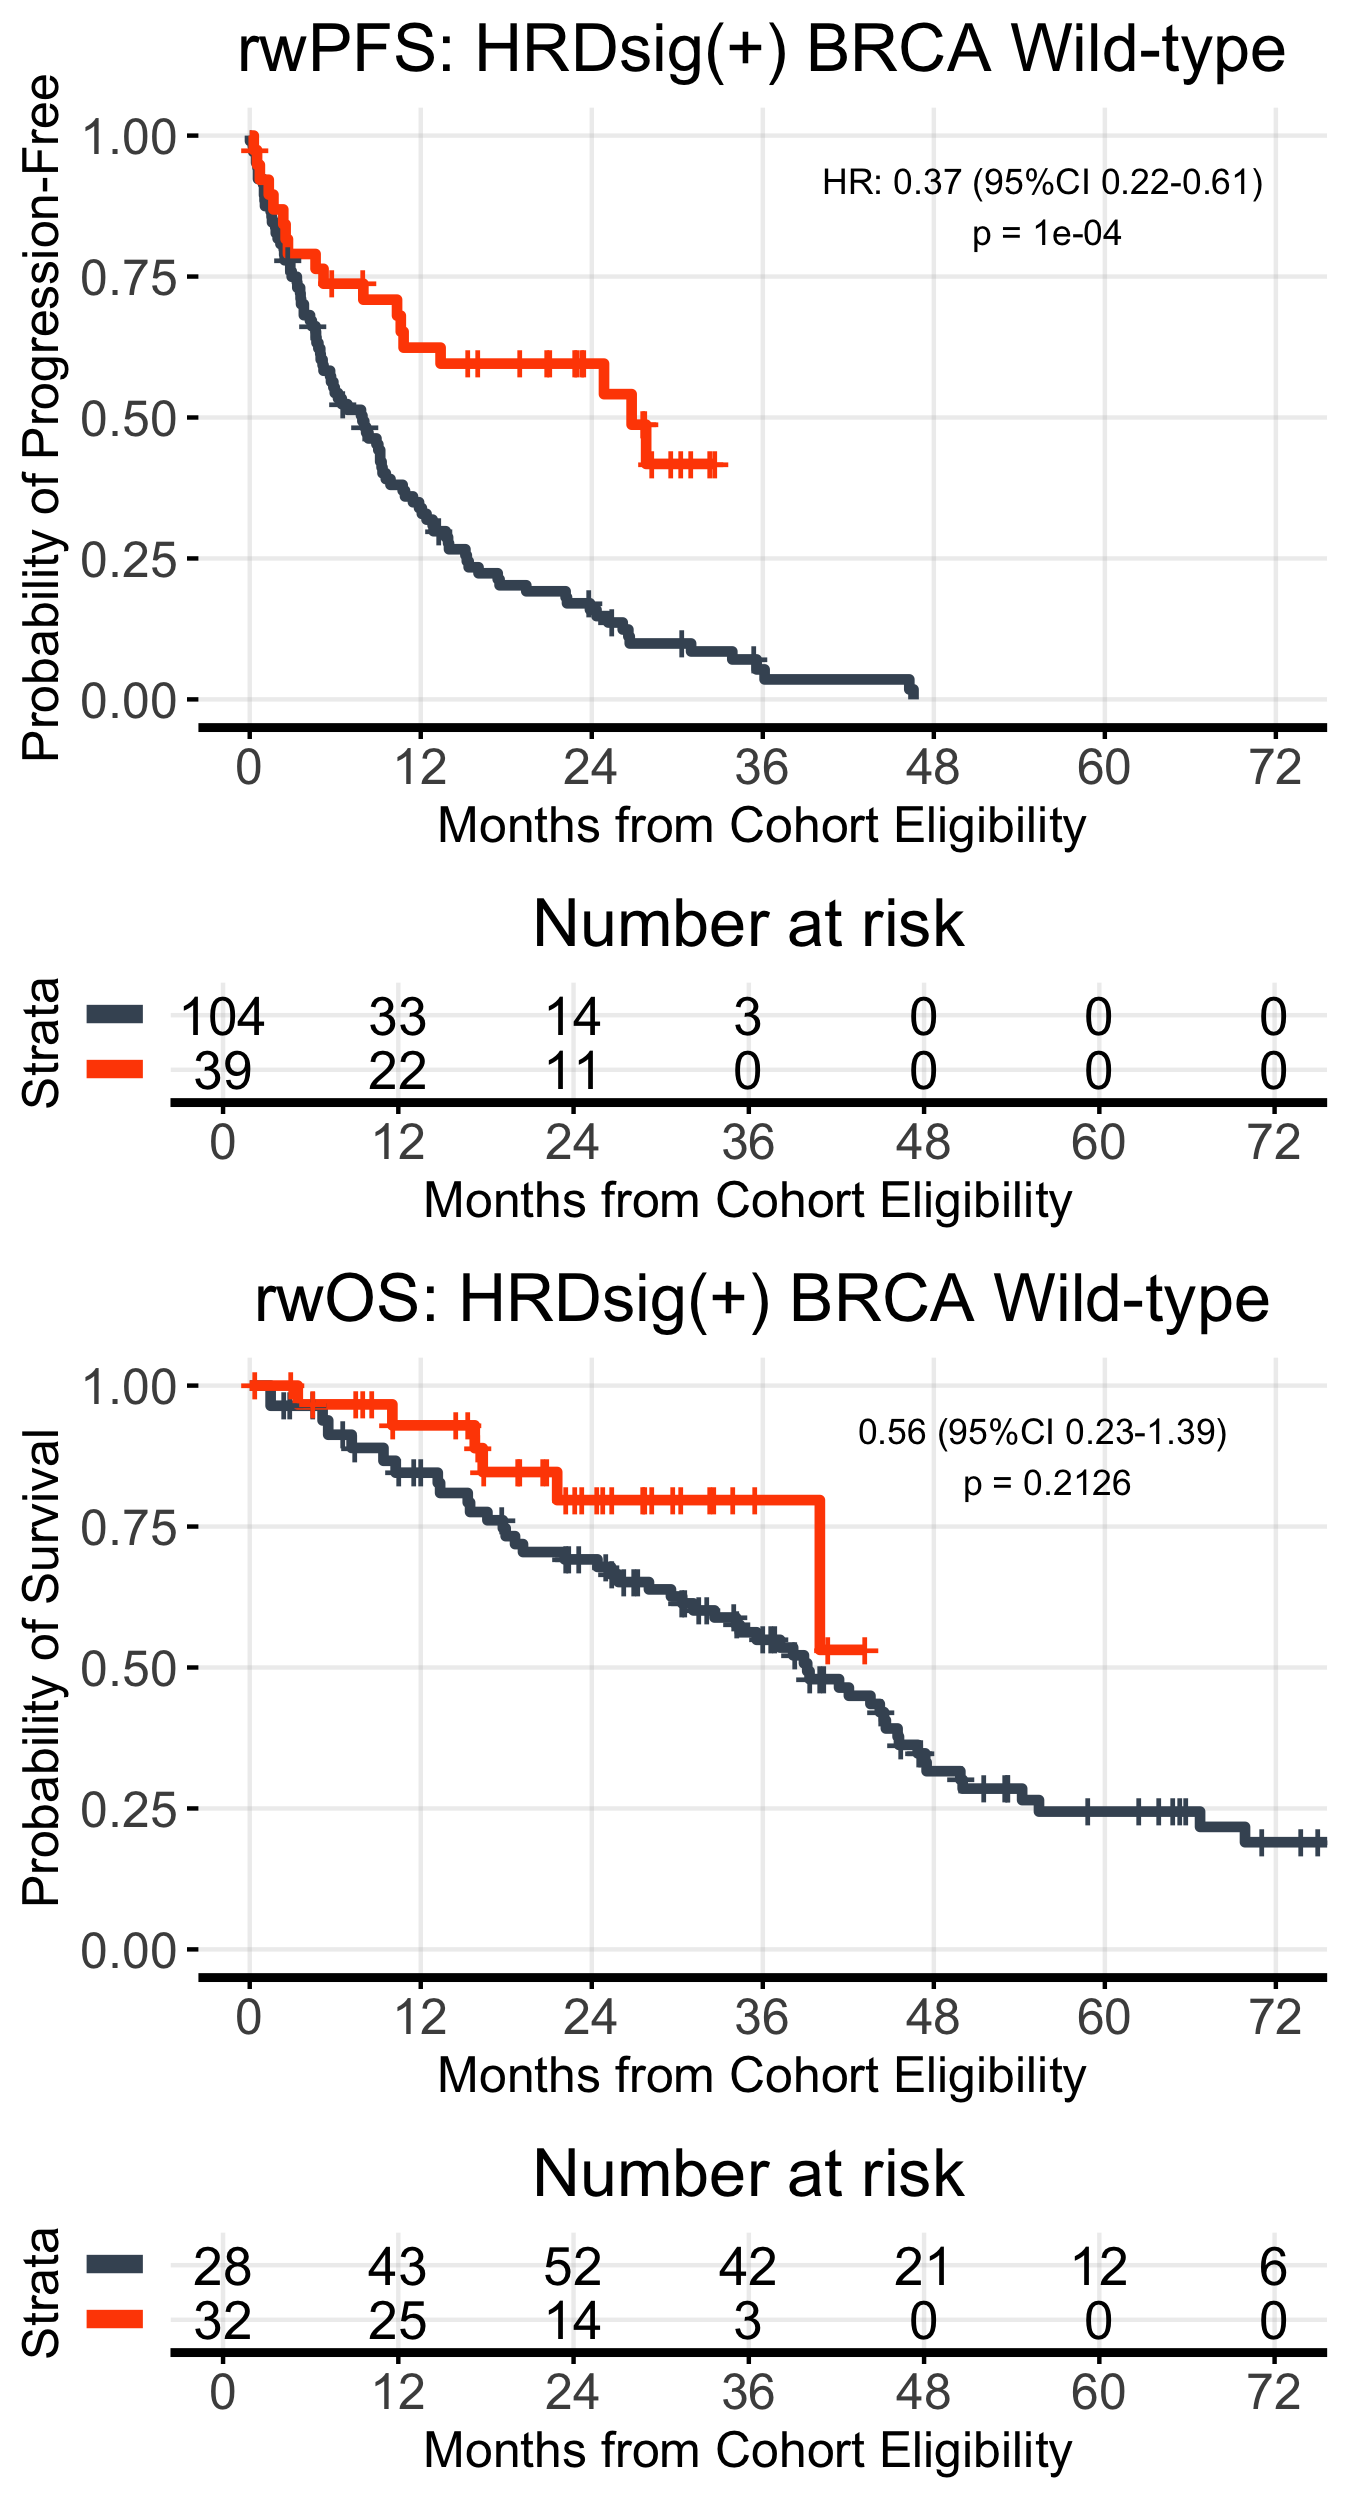 rwPFS: HRDsig(+) BRCA Wild-type
Probability of Progression-Free
1.00
0.75
0.50
0.25
0.00
HR: 0.37 (95%CI 0.22-0.61)
p = 1e-04
0 12 24 36 48 60 72
Months from Cohort Eligibility
Number at risk
Strata
104 33 14 3 0 0 0
39 22 11 0 0 0 0
0 12 24 36 48 60 72
Months from Cohort Eligibility
rwOS: HRDsig(+) BRCA Wild-type
Probability of Survival
1.00
0.75
0.50
0.25
0.00
0.56 (95%CI 0.23-1.39)
p = 0.2126
0 12 24 36 48 60 72
Months from Cohort Eligibility
Number at risk
Strata
28 43 52 42 21 12 6
32 25 14 3 0 0 0
0 12 24 36 48 60 72
Months from Cohort Eligibility